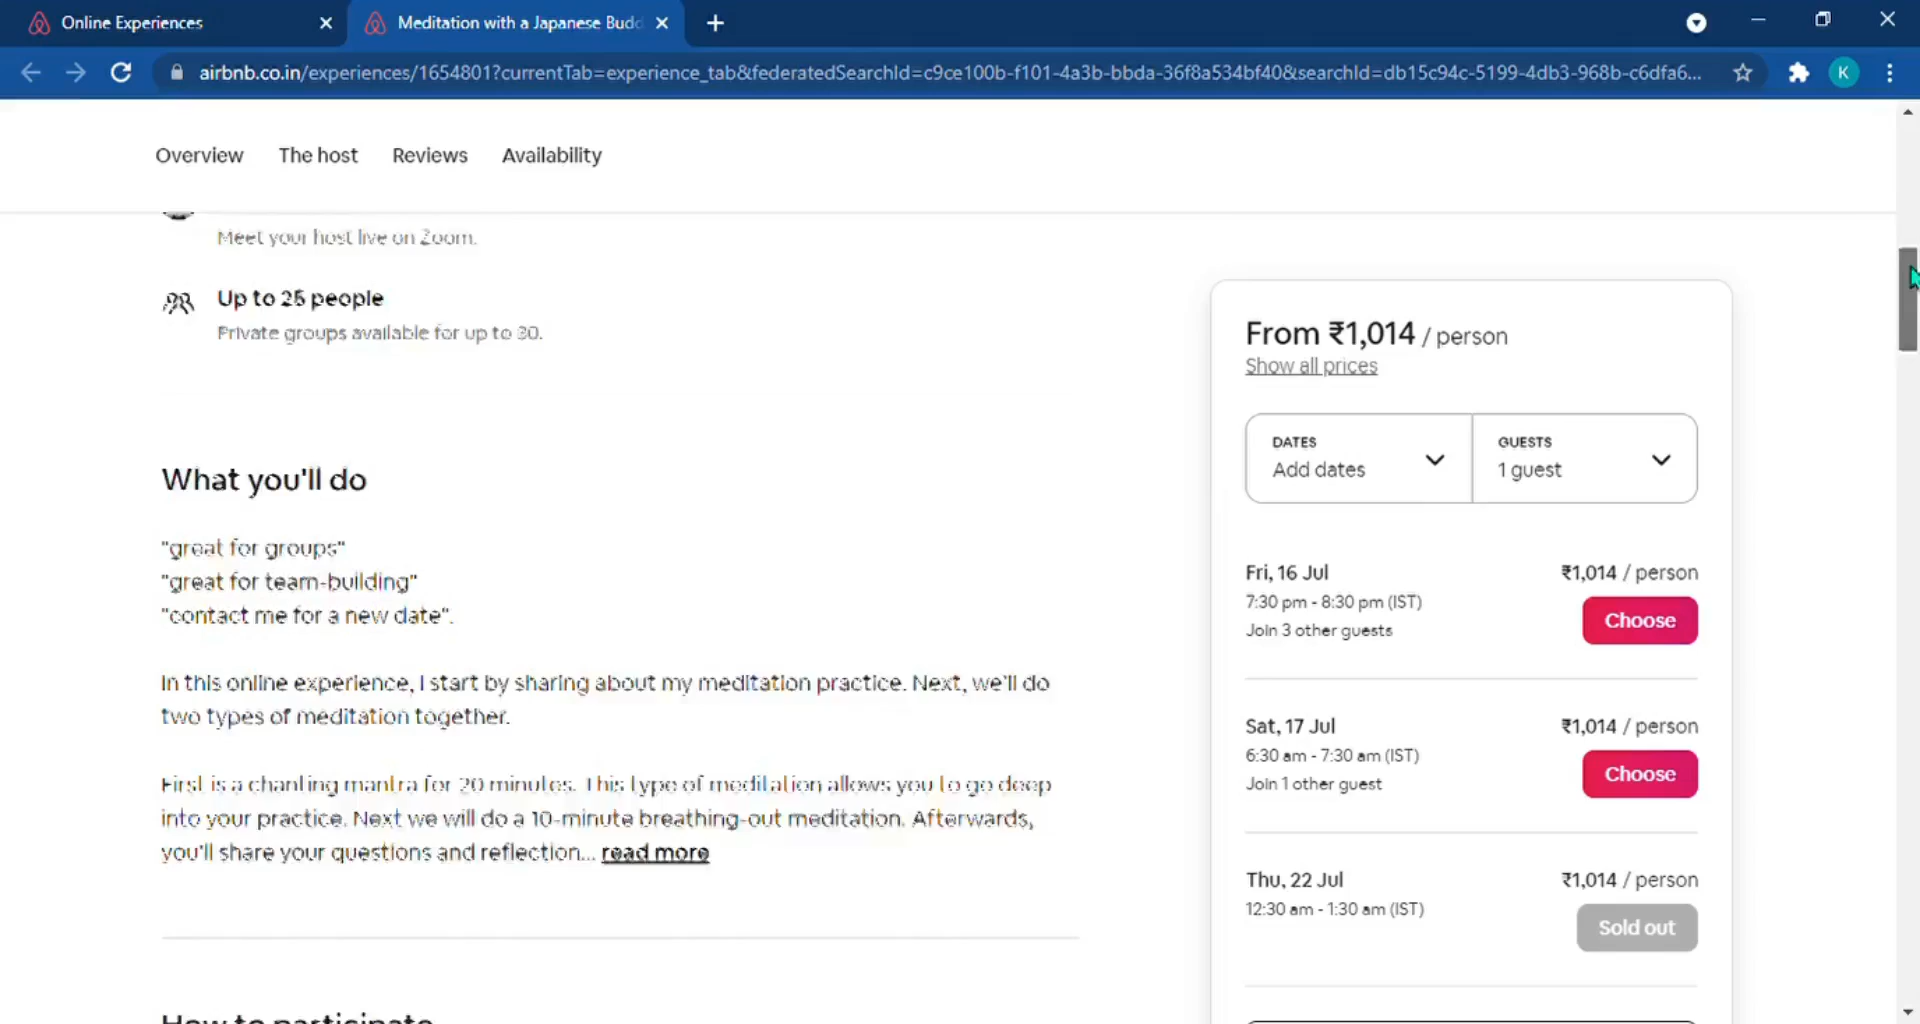 Online Experiences
Meditation with a Japanese Budd
airbnb.co.in/experiences/1654801?currentTab=experience_tab&federatedSearchId=c9ce100b-f101-4a3b-bbda-36f8a534bf40&searchId=db15c94c-5199-4db3-968b-c6dfa6...
K
Overview The host Reviews Availability
Meet your host live on Zoom.
Up to 25 people
Private groups available for up to 30.
What you'll do
"great for groups"
"great for team-building"
"contact me for a new date".
In this online experience, I start by sharing about my meditation practice. Next, we'll do
two types of meditation together.
First is a chanting mantra for 20 minutes. This type of meditation allows you to go deep
into your practice. Next we will do a 10-minute breathing-out meditation. Afterwards,
you'll share your questions and reflection... read more
How to participate
From ₹1,014 / person
Show all prices
DATES
Add dates
GUESTS
1 guest
Fri, 16 Jul
₹1,014 / person
7:30 pm - 8:30 pm (IST)
Join 3 other guests
Choose
Sat, 17 Jul
₹1,014 / person
6:30 am - 7:30 am (IST)
Join 1 other guest
Choose
Thu, 22 Jul
₹1,014 / person
12:30 am - 1:30 am (IST)
Sold out